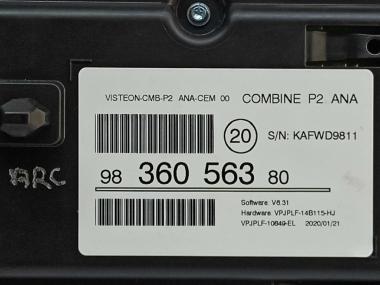 VISTEON-CMB-P2 ANA-CEM 00 COMBINE P2 ANA
20 S/N: KAFWD9811
98 360 563 80
Software V6.31
Hardware VPJPLF-14B115-HJ
VPJPLF-10849-EL 2020/01/21
ARC